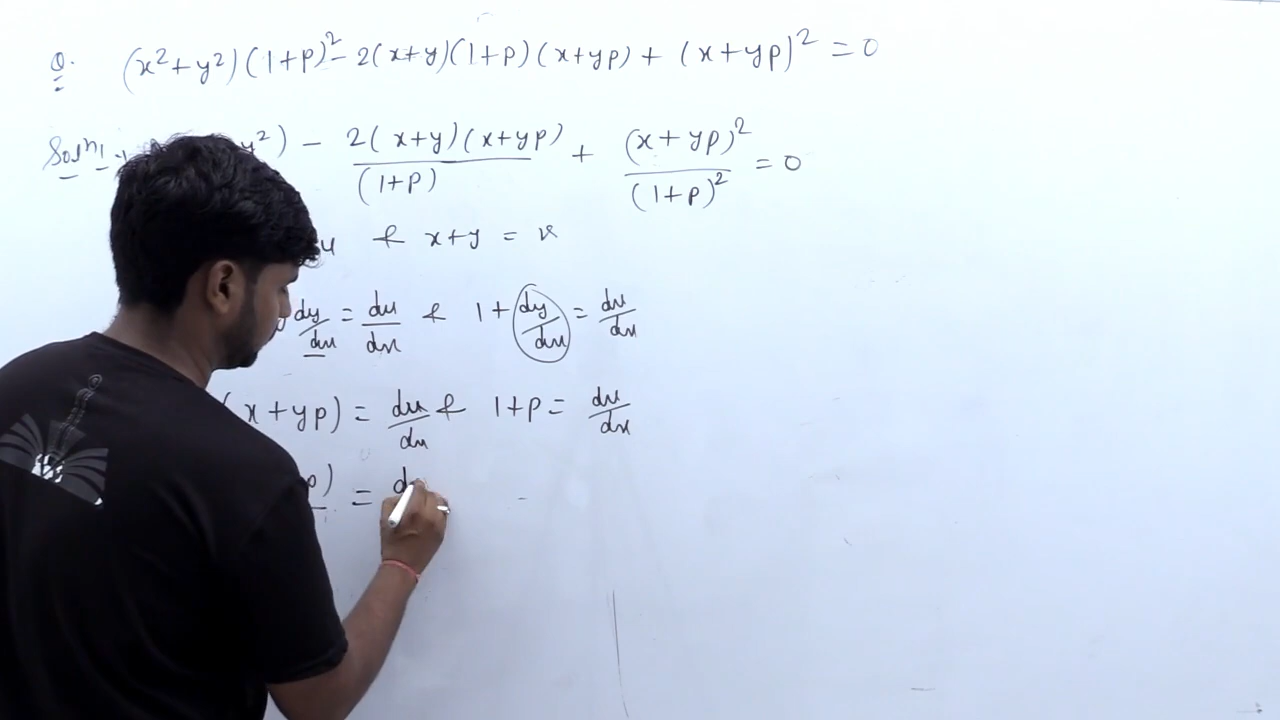 Q. (x²+y²)(1+p)²- 2(x+y)(1+p)(x+yp) + (x+yp)² = 0
Solⁿ:- y²) - 2(x+y)(x+yp)/(1+p) + (x+yp)²/(1+p)² = 0
u & x+y = v
dy/dx = du/dx & 1+dy/dx = dv/dx
(x+yp) = du/dx & 1+p = dv/dx
p) = d